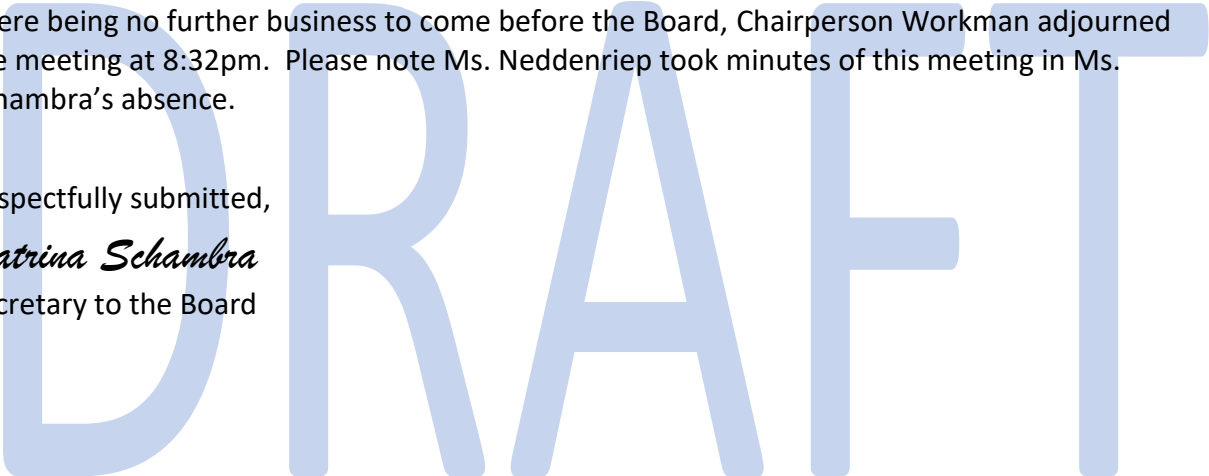 ere being no further business to come before the Board, Chairperson Workman adjourned
e meeting at 8:32pm.  Please note Ms. Neddenriep took minutes of this meeting in Ms.
hambra's absence.
spectfully submitted,
atrina Schambra
cretary to the Board
DRAFT